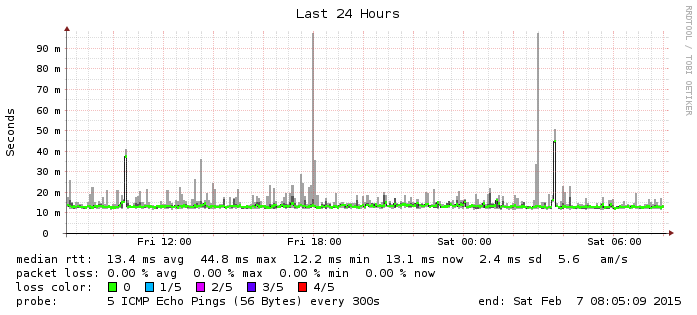 Last 24 Hours
RRDTOOL / TOBI OETIKER
Seconds
90 m
80 m
70 m
60 m
50 m
40 m
30 m
20 m
10 m
0
Fri 12:00 Fri 18:00 Sat 00:00 Sat 06:00
median rtt: 13.4 ms avg 44.8 ms max 12.2 ms min 13.1 ms now 2.4 ms sd 5.6 am/s
packet loss: 0.00 % avg 0.00 % max 0.00 % min 0.00 % now
loss color: 0 1/5 2/5 3/5 4/5
probe: 5 ICMP Echo Pings (56 Bytes) every 300s end: Sat Feb 7 08:05:09 2015